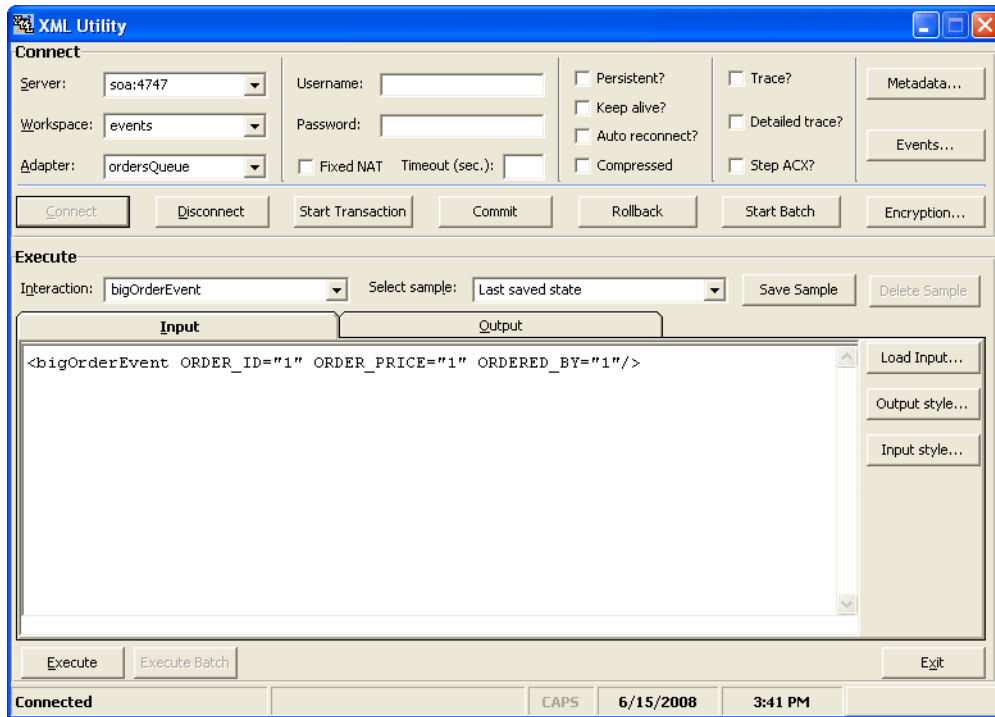 XML Utility
Connect
Server: soa:4747 Username: Persistent? Trace? Metadata...
Keep alive?
Workspace: events Password: Auto reconnect? Detailed trace? Events...
Adapter: ordersQueue Fixed NAT Timeout (sec.): Compressed Step ACX?
Connect Disconnect Start Transaction Commit Rollback Start Batch Encryption...
Execute
Interaction: bigOrderEvent Select sample: Last saved state Save Sample Delete Sample
Input Output
<bigOrderEvent ORDER_ID="1" ORDER_PRICE="1" ORDERED_BY="1"/> Load Input...
Output style...
Input style...
Execute Execute Batch Exit
Connected CAPS 6/15/2008 3:41 PM